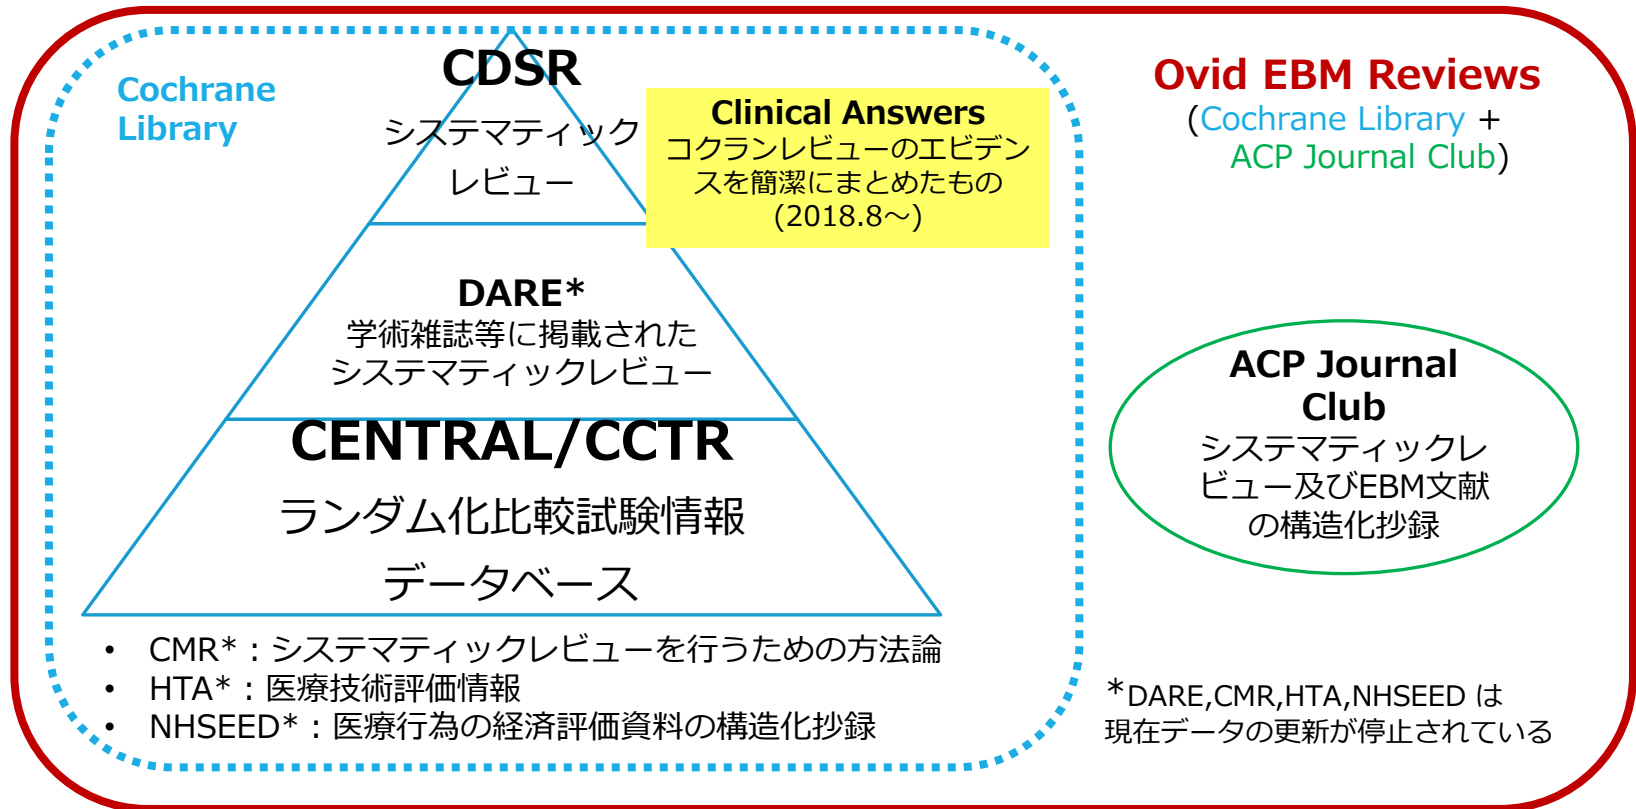 Cochrane
Library
CDSR
システマティック
レビュー
Clinical Answers
コクランレビューのエビデン
スを簡潔にまとめたもの
(2018.8～)
DARE*
学術雑誌等に掲載された
システマティックレビュー
CENTRAL/CCTR
ランダム化比較試験情報
データベース
• CMR*：システマティックレビューを行うための方法論
• HTA*：医療技術評価情報
• NHSEED*：医療行為の経済評価資料の構造化抄録
Ovid EBM Reviews
(Cochrane Library +
ACP Journal Club)
ACP Journal
Club
システマティックレ
ビュー及びEBM文献
の構造化抄録
*DARE,CMR,HTA,NHSEED は
現在データの更新が停止されている